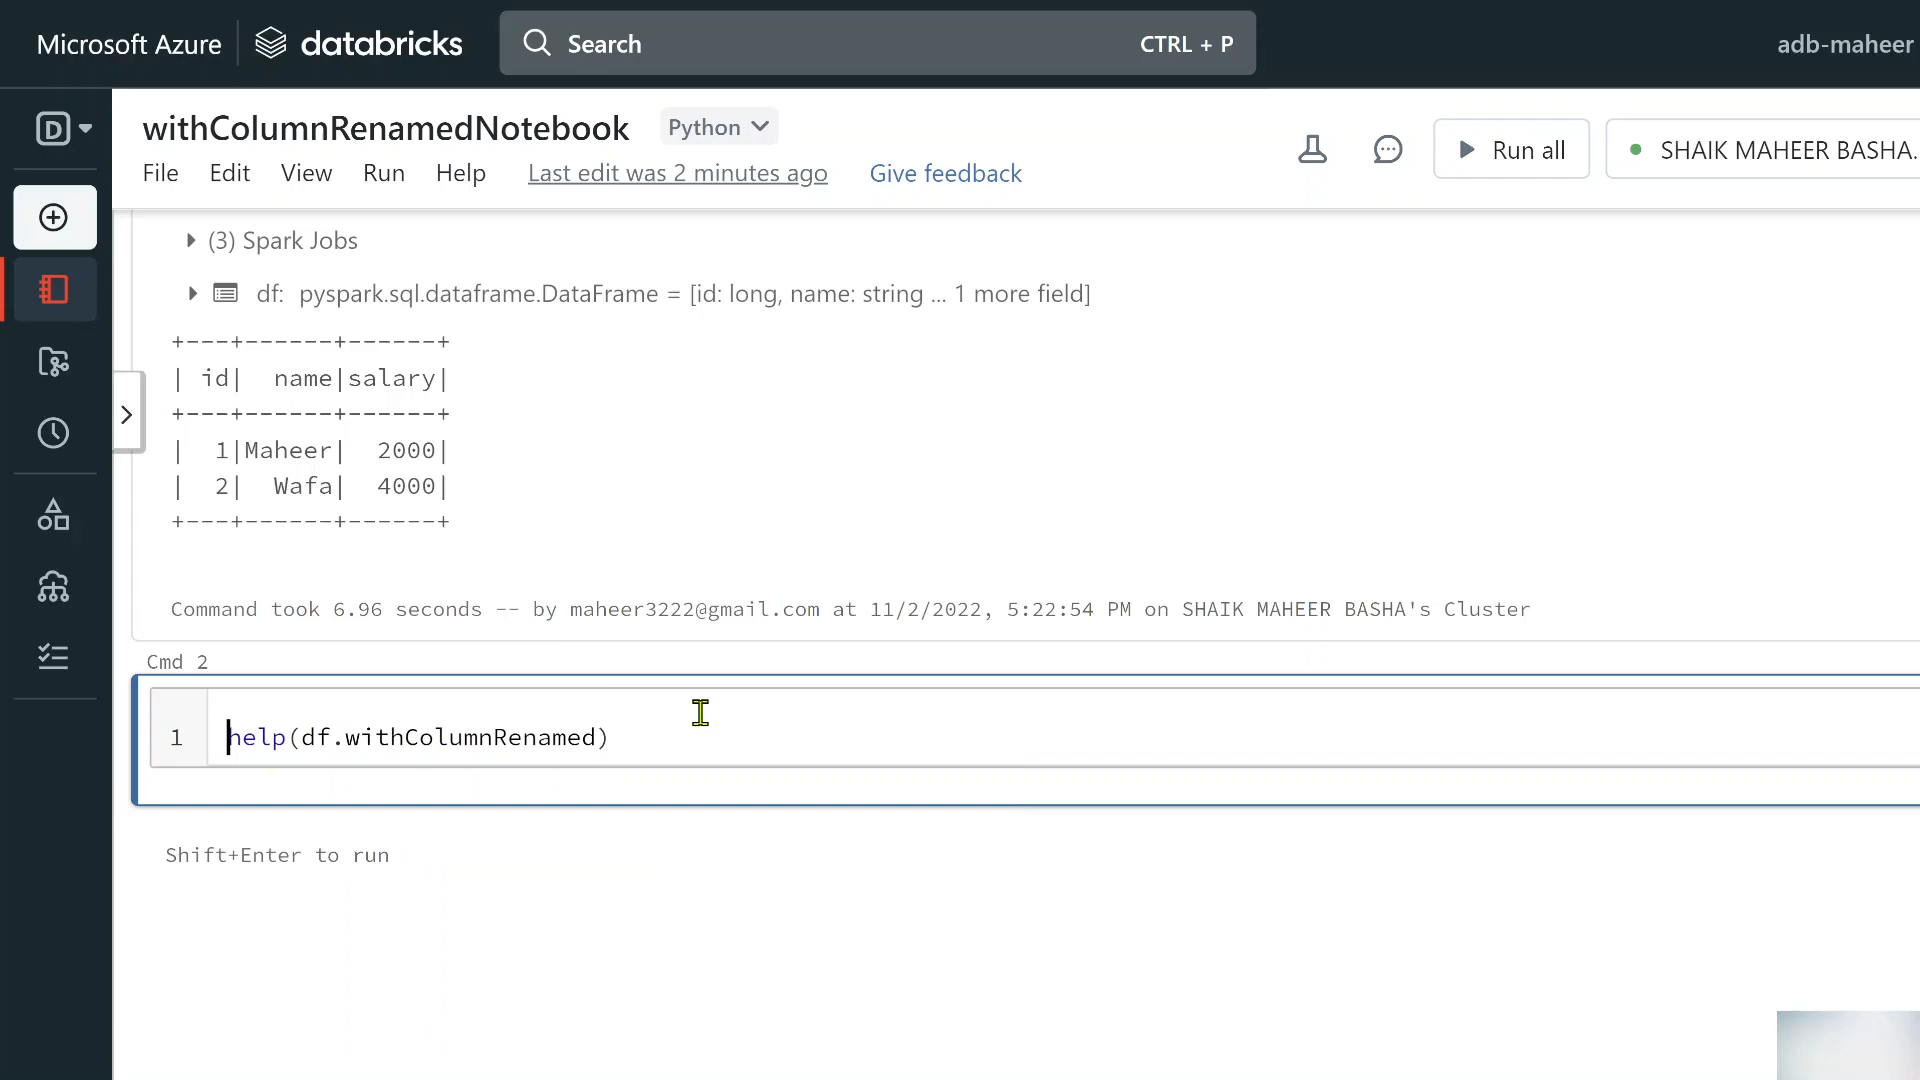 Microsoft Azure databricks Search CTRL + P adb-maheer
withColumnRenamedNotebook Python
File Edit View Run Help Last edit was 2 minutes ago Give feedback Run all SHAIK MAHEER BASHA.
(3) Spark Jobs
df: pyspark.sql.dataframe.DataFrame = [id: long, name: string ... 1 more field]
+---+------+------+
| id|  name|salary|
+---+------+------+
|  1|Maheer|  2000|
|  2|  Wafa|  4000|
+---+------+------+
Command took 6.96 seconds -- by maheer3222@gmail.com at 11/2/2022, 5:22:54 PM on SHAIK MAHEER BASHA's Cluster
Cmd 2
1 help(df.withColumnRenamed)
Shift+Enter to run